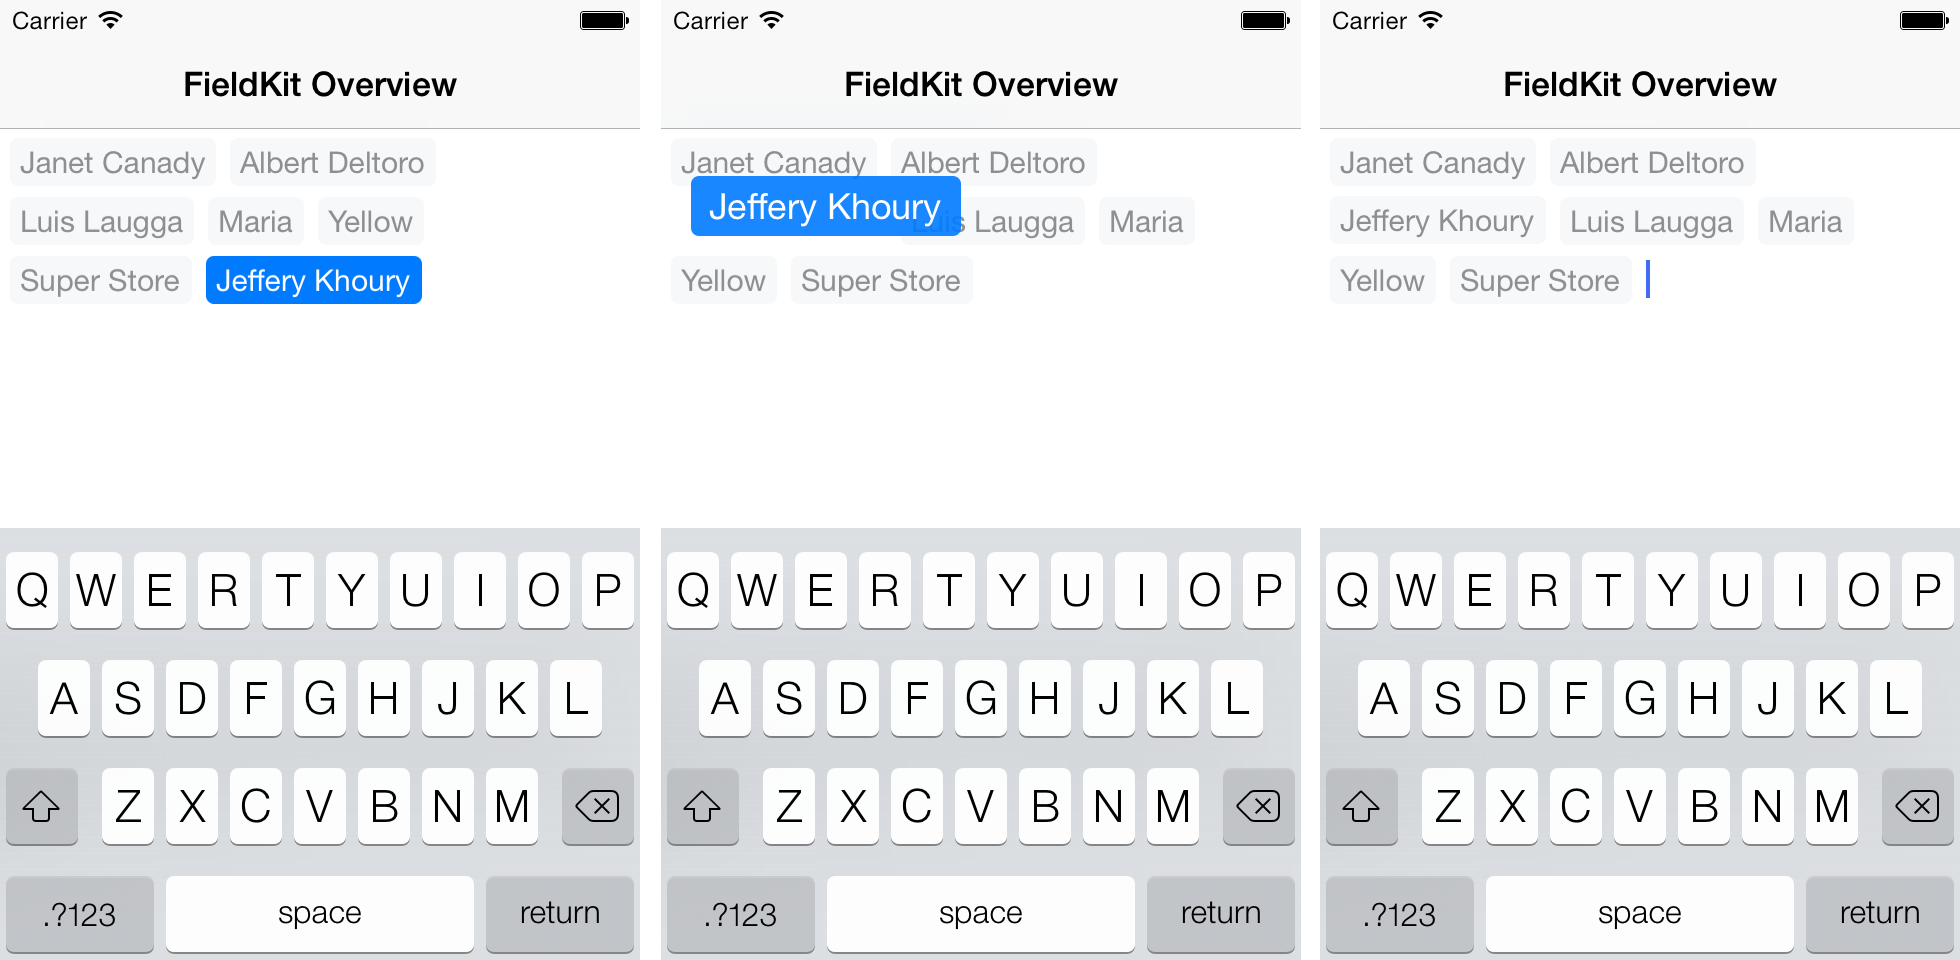 Carrier
FieldKit Overview
Janet Canady Albert Deltoro
Luis Laugga Maria Yellow
Super Store Jeffery Khoury
Q W E R T Y U I O P
A S D F G H J K L
Z X C V B N M
.?123 space return
Carrier
FieldKit Overview
Janet Canady Albert Deltoro
Jeffery Khoury Luis Laugga Maria
Yellow Super Store
Q W E R T Y U I O P
A S D F G H J K L
Z X C V B N M
.?123 space return
Carrier
FieldKit Overview
Janet Canady Albert Deltoro
Jeffery Khoury Luis Laugga Maria
Yellow Super Store
Q W E R T Y U I O P
A S D F G H J K L
Z X C V B N M
.?123 space return